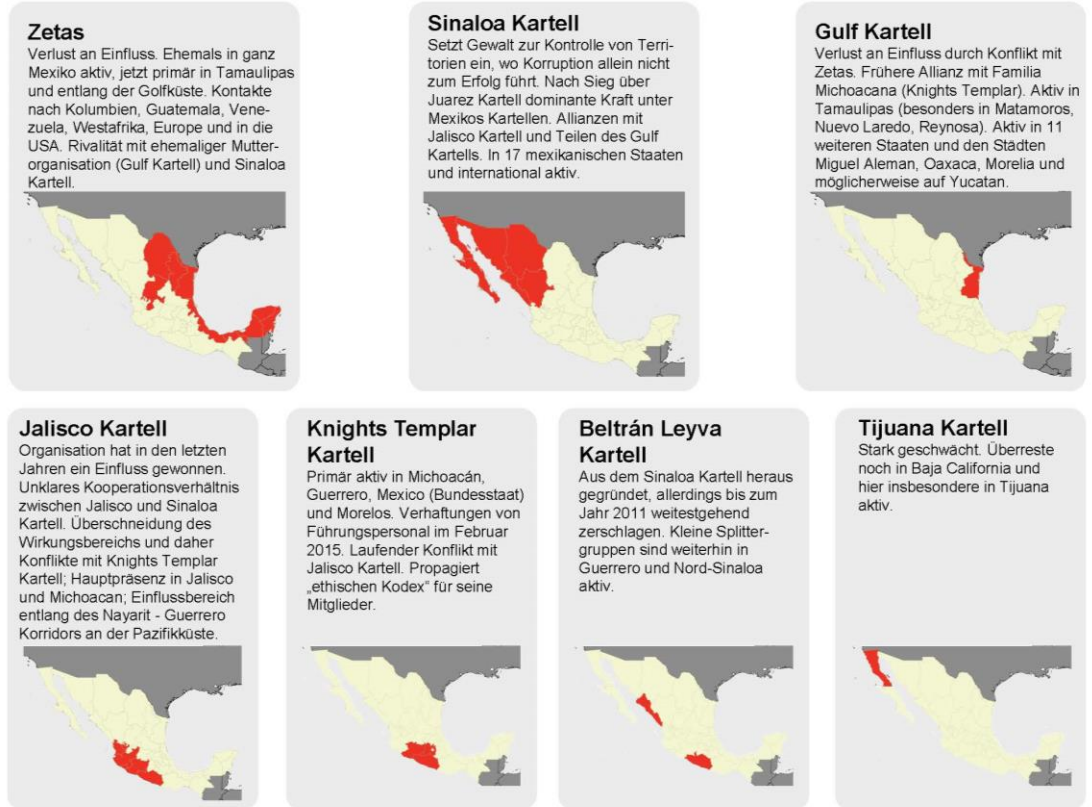 Zetas
Verlust an Einfluss. Ehemals in ganz
Mexiko aktiv, jetzt primär in Tamaulipas
und entlang der Golfküste. Kontakte
nach Kolumbien, Guatemala, Vene-
zuela, Westafrika, Europe und in die
USA. Rivalität mit ehemaliger Mutter-
organisation (Gulf Kartell) und Sinaloa
Kartell.
Sinaloa Kartell
Setzt Gewalt zur Kontrolle von Terri-
torien ein, wo Korruption allein nicht
zum Erfolg führt. Nach Sieg über
Juarez Kartell dominante Kraft unter
Mexikos Kartellen. Allianzen mit
Jalisco Kartell und Teilen des Gulf
Kartells. In 17 mexikanischen Staaten
und international aktiv.
Gulf Kartell
Verlust an Einfluss durch Konflikt mit
Zetas. Frühere Allianz mit Familia
Michoacana (Knights Templar). Aktiv in
Tamaulipas (besonders in Matamoros,
Nuevo Laredo, Reynosa). Aktiv in 11
weiteren Staaten und den Städten
Miguel Aleman, Oaxaca, Morelia und
möglicherweise auf Yucatan.
Jalisco Kartell
Organisation hat in den letzten
Jahren ein Einfluss gewonnen.
Unklares Kooperationsverhältnis
zwischen Jalisco und Sinaloa
Kartell. Überschneidung des
Wirkungsbereichs und daher
Konflikte mit Knights Templar
Kartell; Hauptpräsenz in Jalisco
und Michoacan; Einflussbereich
entlang des Nayarit - Guerrero
Korridors an der Pazifikküste.
Knights Templar
Kartell
Primär aktiv in Michoacán,
Guerrero, Mexico (Bundesstaat)
und Morelos. Verhaftungen von
Führungspersonal im Februar
2015. Laufender Konflikt mit
Jalisco Kartell. Propagiert
„ethischen Kodex“ für seine
Mitglieder.
Beltrán Leyva
Kartell
Aus dem Sinaloa Kartell heraus
gegründet, allerdings bis zum
Jahr 2011 weitestgehend
zerschlagen. Kleine Splitter-
gruppen sind weiterhin in
Guerrero und Nord-Sinaloa
aktiv.
Tijuana Kartell
Stark geschwächt. Überreste
noch in Baja California und
hier insbesondere in Tijuana
aktiv.